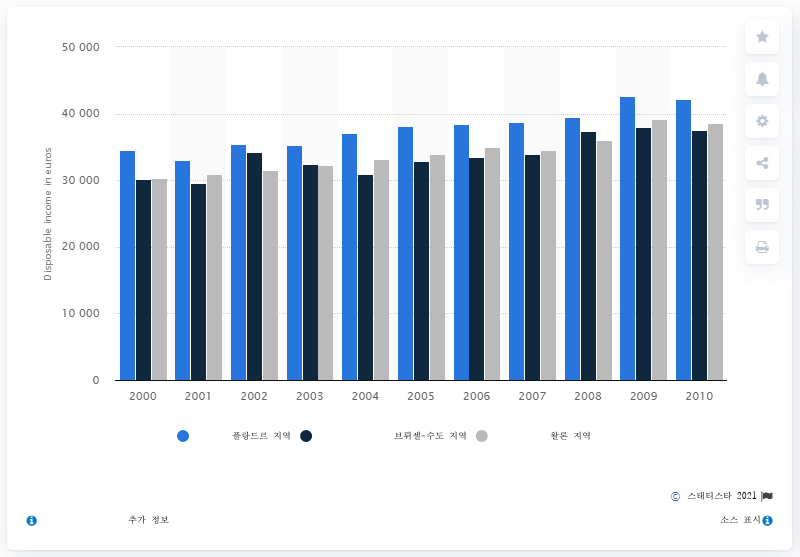 50 000
40 000
30 000
20 000
10 000
0
Disposable income in euros
2000 2001 2002 2003 2004 2005 2006 2007 2008 2009 2010
플랑드르 지역 브뤼셀-수도 지역 왈론 지역
© 스태티스타 2021
추가 정보 소스 표시